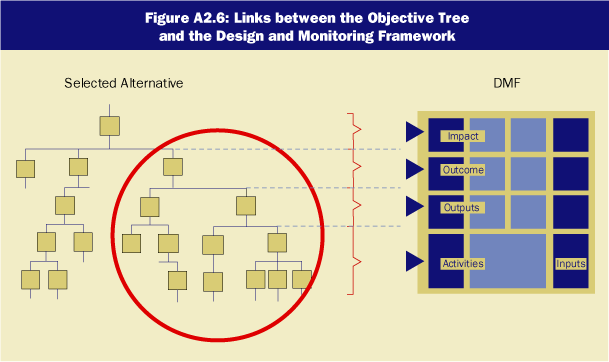 Figure A2.6: Links between the Objective Tree
and the Design and Monitoring Framework
Selected Alternative
DMF
Impact
Outcome
Outputs
Activities
Inputs